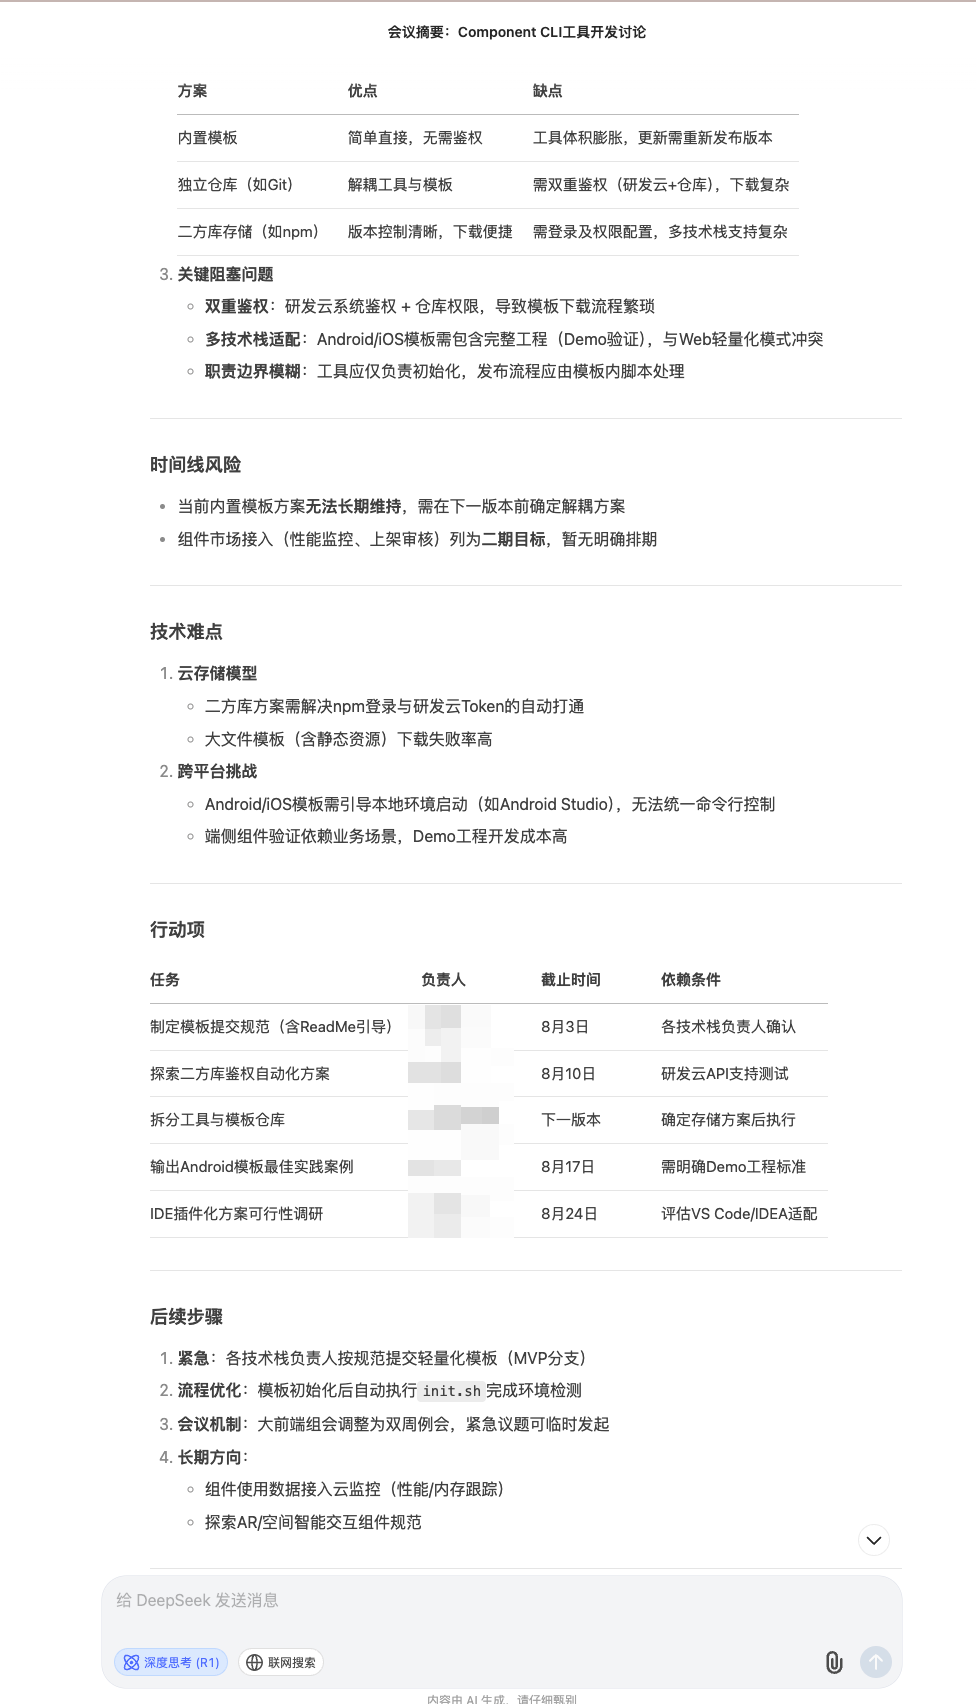 会议摘要：Component CLI工具开发讨论
方案 优点 缺点
内置模板 简单直接，无需鉴权 工具体积膨胀，更新需重新发布版本
独立仓库（如Git） 解耦工具与模板 需双重鉴权（研发云+仓库），下载复杂
二方库存储（如npm） 版本控制清晰，下载便捷 需登录及权限配置，多技术栈支持复杂
3. 关键阻塞问题
双重鉴权：研发云系统鉴权 + 仓库权限，导致模板下载流程繁琐
多技术栈适配：Android/iOS模板需包含完整工程（Demo验证），与Web轻量化模式冲突
职责边界模糊：工具应仅负责初始化，发布流程应由模板内脚本处理
时间线风险
当前内置模板方案无法长期维持，需在下一版本前确定解耦方案
组件市场接入（性能监控、上架审核）列为二期目标，暂无明确排期
技术难点
1. 云存储模型
二方库方案需解决npm登录与研发云Token的自动打通
大文件模板（含静态资源）下载失败率高
2. 跨平台挑战
Android/iOS模板需引导本地环境启动（如Android Studio），无法统一命令行控制
端侧组件验证依赖业务场景，Demo工程开发成本高
行动项
任务 负责人 截止时间 依赖条件
制定模板提交规范（含ReadMe引导） 8月3日 各技术栈负责人确认
探索二方库鉴权自动化方案 8月10日 研发云API支持测试
拆分工具与模板仓库 下一版本 确定存储方案后执行
输出Android模板最佳实践案例 8月17日 需明确Demo工程标准
IDE插件化方案可行性调研 8月24日 评估VS Code/IDEA适配
后续步骤
1. 紧急：各技术栈负责人按规范提交轻量化模板（MVP分支）
2. 流程优化：模板初始化后自动执行init.sh完成环境检测
3. 会议机制：大前端组会调整为双周例会，紧急议题可临时发起
4. 长期方向：
组件使用数据接入云监控（性能/内存跟踪）
探索AR/空间智能交互组件规范
给 DeepSeek 发送消息
深度思考 (R1) 联网搜索
内容由 AI 生成，请仔细甄别